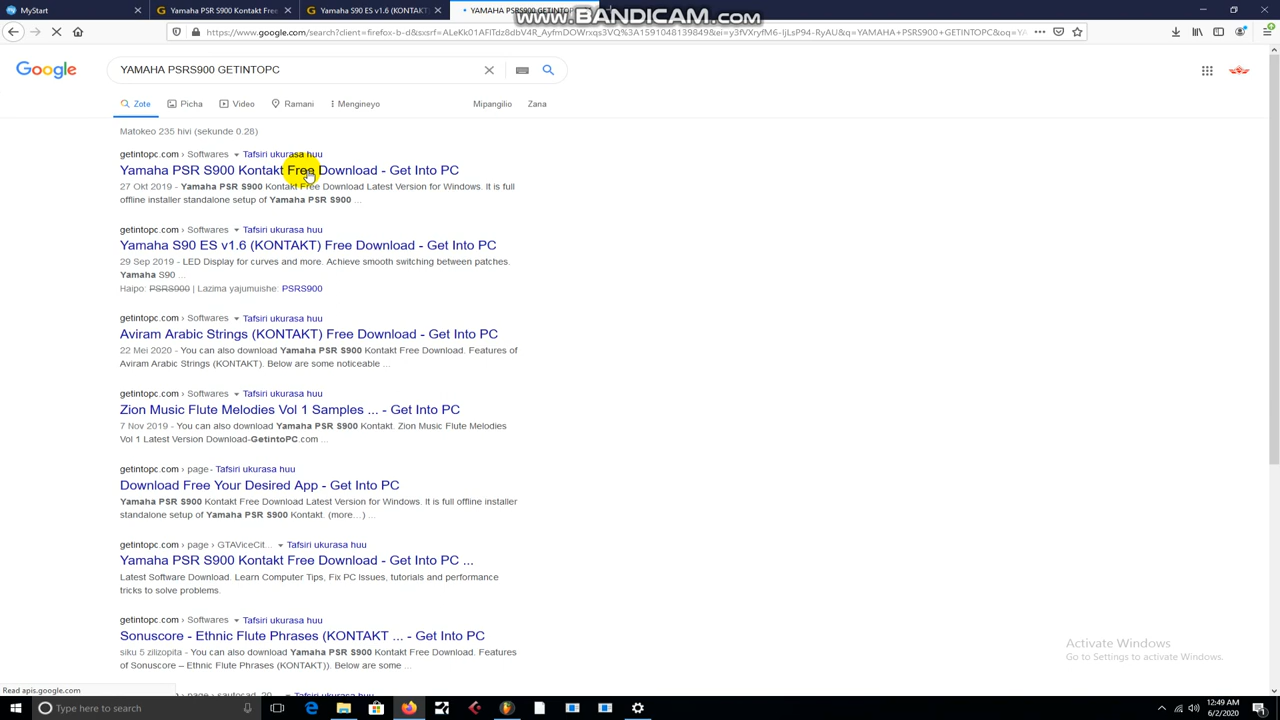 MyStart
Yamaha PSR S900 Kontakt Free
Yamaha S90 ES v1.6 (KONTAKT)
YAMAHA PSRS900 GETINTOPC
www.BANDICAM.com
https://www.google.com/search?client=firefox-b-d&sxsrf=
Google
YAMAHA PSRS900 GETINTOPC
Zote
Picha
Video
Ramani
Mengineyo
Mipangilio
Zana
Matokeo 235 hivi (sekunde 0.28)
getintopc.com › Softwares Tafsiri ukurasa huu
Yamaha PSR S900 Kontakt Free Download - Get Into PC
27 Okt 2019 - Yamaha PSR S900 Kontakt Free Download Latest Version for Windows. It is full
offline installer standalone setup of Yamaha PSR S900 ...
getintopc.com › Softwares Tafsiri ukurasa huu
Yamaha S90 ES v1.6 (KONTAKT) Free Download - Get Into PC
29 Sep 2019 - LED Display for curves and more. Achieve smooth switching between patches.
Yamaha S90 ...
Haipo: PSRS900 | Lazima yajumuishe: PSRS900
getintopc.com › Softwares Tafsiri ukurasa huu
Aviram Arabic Strings (KONTAKT) Free Download - Get Into PC
22 Mei 2020 - You can also download Yamaha PSR S900 Kontakt Free Download. Features of
Aviram Arabic Strings (KONTAKT). Below are some noticeable ...
getintopc.com › Softwares Tafsiri ukurasa huu
Zion Music Flute Melodies Vol 1 Samples ... - Get Into PC
7 Nov 2019 - You can also download Yamaha PSR S900 Kontakt. Zion Music Flute Melodies
Vol 1 Latest Version Download-GetintoPC.com ...
getintopc.com › page - Tafsiri ukurasa huu
Download Free Your Desired App - Get Into PC
Yamaha PSR S900 Kontakt Free Download Latest Version for Windows. It is full offline installer
standalone setup of Yamaha PSR S900 Kontakt. (more…) ...
getintopc.com › page › GTAViceCit... Tafsiri ukurasa huu
Yamaha PSR S900 Kontakt Free Download - Get Into PC ...
Latest Software Download. Learn Computer Tips, Fix PC Issues, tutorials and performance
tricks to solve problems.
getintopc.com › Softwares Tafsiri ukurasa huu
Sonuscore - Ethnic Flute Phrases (KONTAKT ... - Get Into PC
siku 5 zilizopita - You can also download Yamaha PSR S900 Kontakt Free Download. Features
of Sonuscore – Ethnic Flute Phrases (KONTAKT)). Below are some ...
Activate Windows
Go to Settings to activate Windows.
Read apis.google.com
Type here to search
12:49 AM
6/2/2020